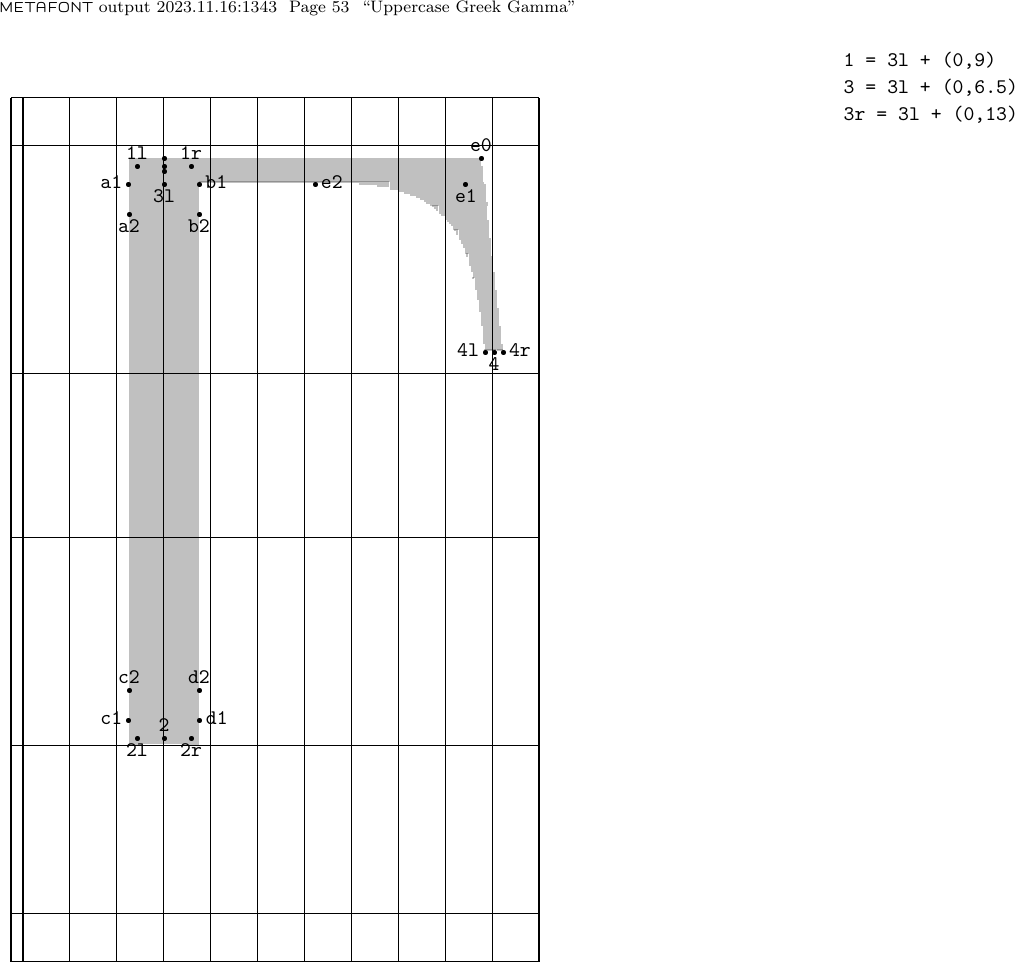 METAFONT output 2023.11.16:1343 Page 53 “Uppercase Greek Gamma”
1 = 3l + (0,9)
3 = 3l + (0,6.5)
3r = 3l + (0,13)
e0
1l 1r
a1 b1 e2
3l e1
a2 b2
4l 4r
4
c2 d2
c1 2 d1
2l 2r